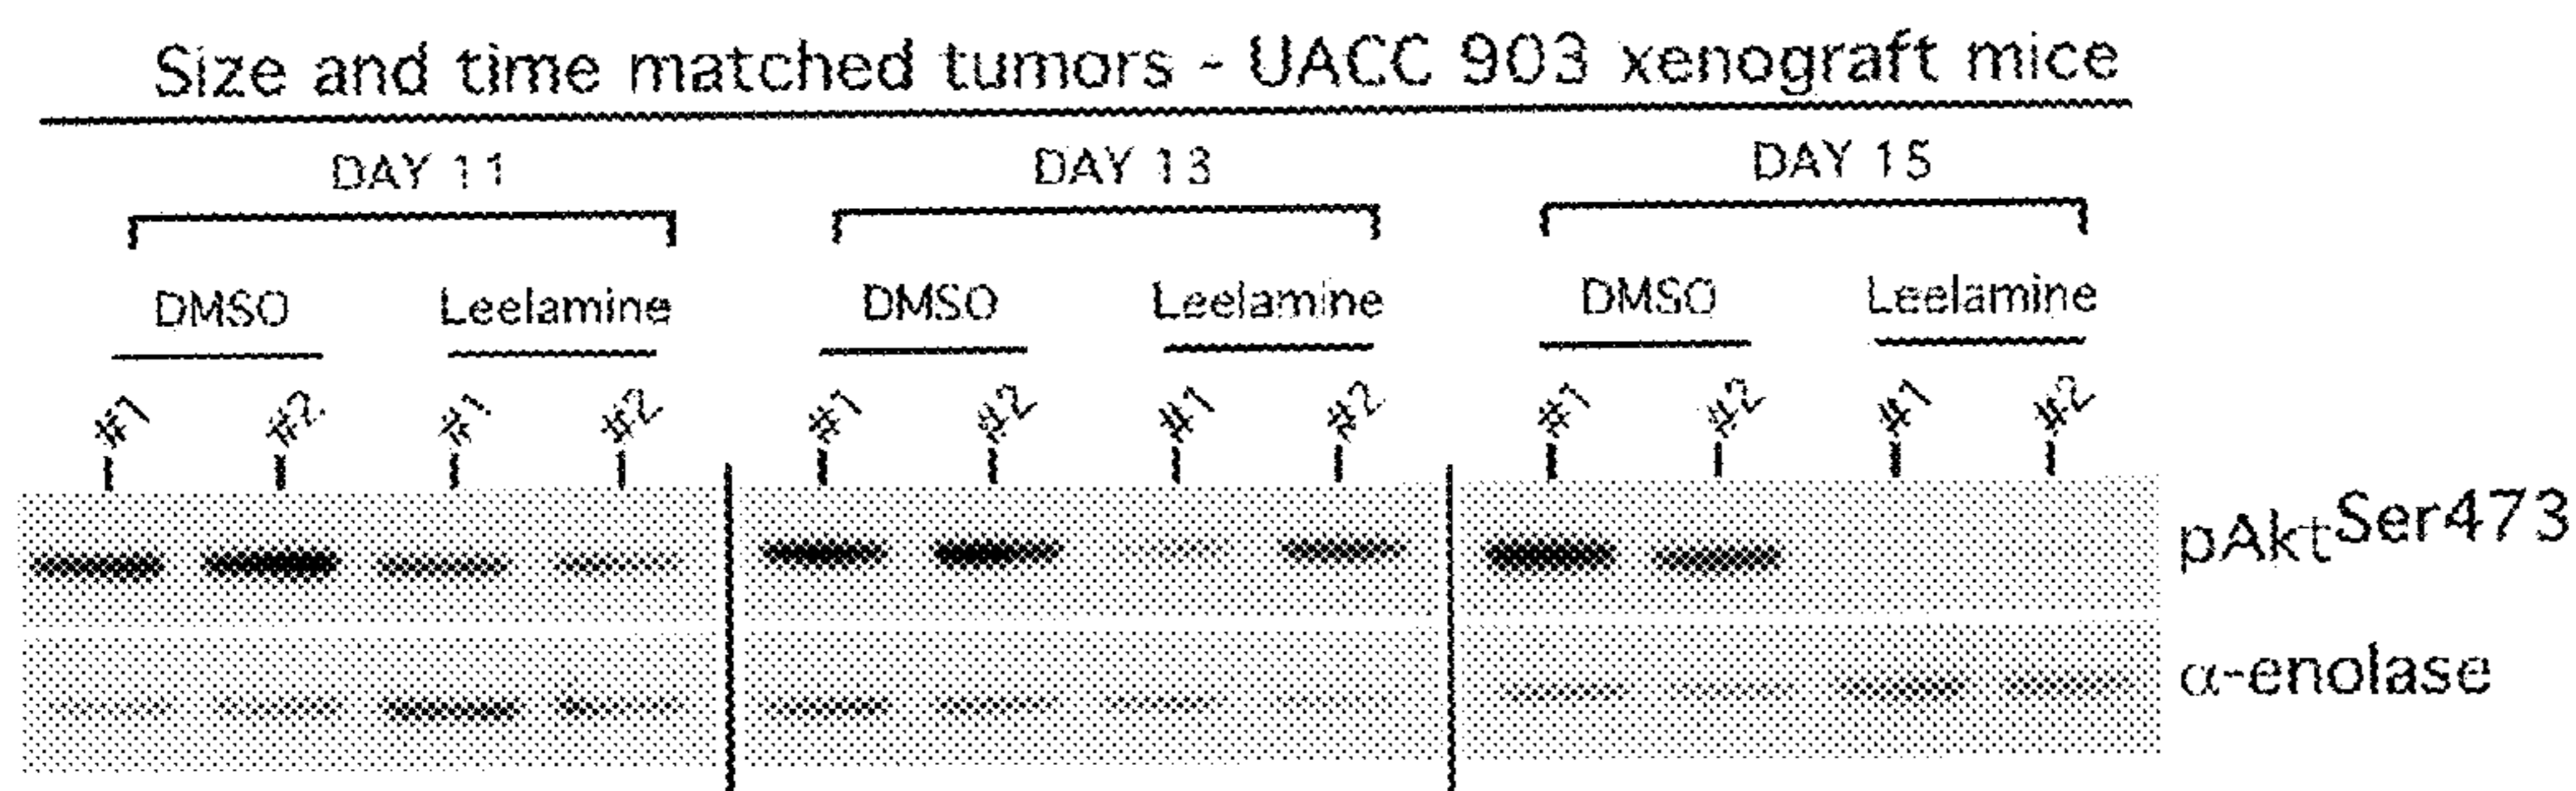 Size and time matched tumors - UACC 903 xenograft mice
DAY 11 DAY 13 DAY 15
DMSO Leelamine DMSO Leelamine DMSO Leelamine
#1 #2 #1 #2 #1 #2 #1 #2 #1 #2 #1 #2
pAktSer473
α-enolase